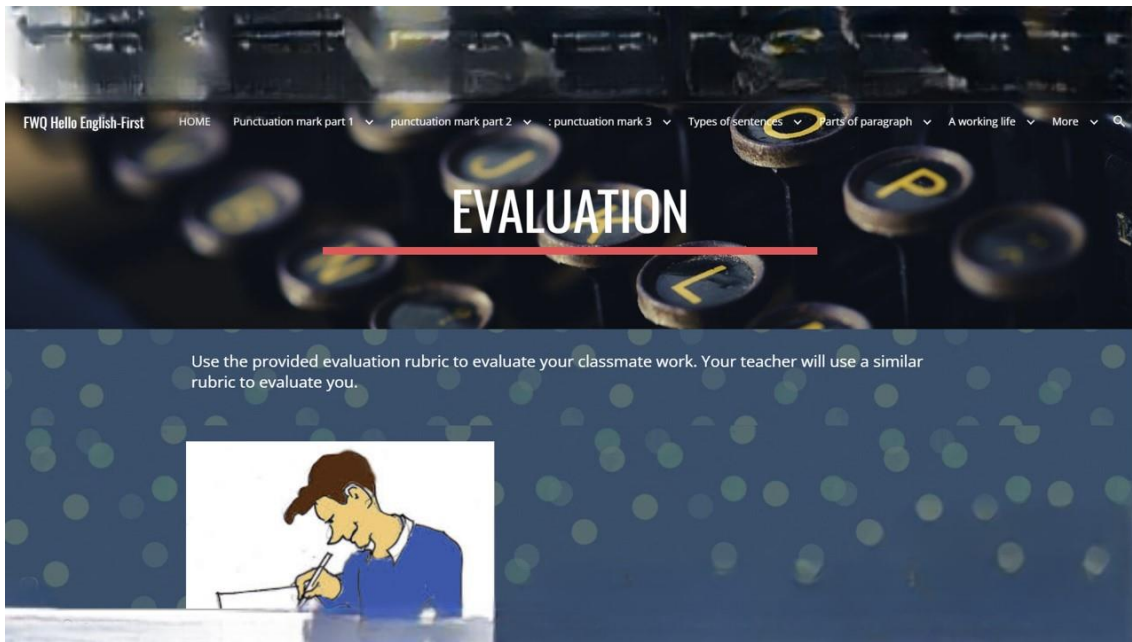 FWQ Hello English-First HOME Punctuation mark part 1 punctuation mark part 2 : punctuation mark 3 Types of sentences Parts of paragraph A working life More
EVALUATION
Use the provided evaluation rubric to evaluate your classmate work. Your teacher will use a similar
rubric to evaluate you.